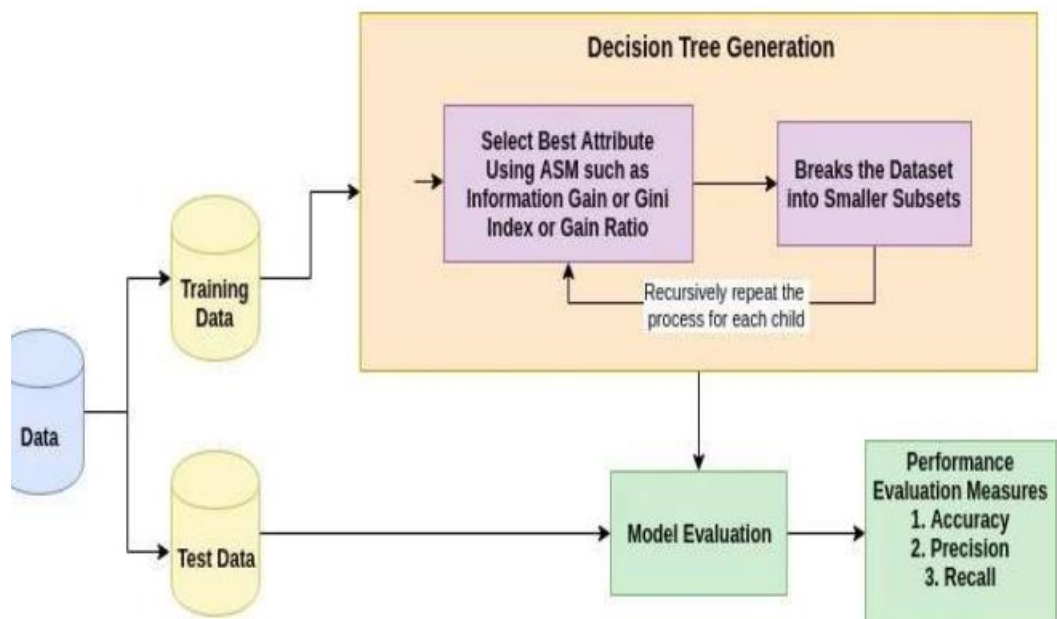 Decision Tree Generation
Select Best Attribute
Using ASM such as
Information Gain or Gini
Index or Gain Ratio
Breaks the Dataset
into Smaller Subsets
Recursively repeat the
process for each child
Training
Data
Data
Test Data
Model Evaluation
Performance
Evaluation Measures
1. Accuracy
2. Precision
3. Recall